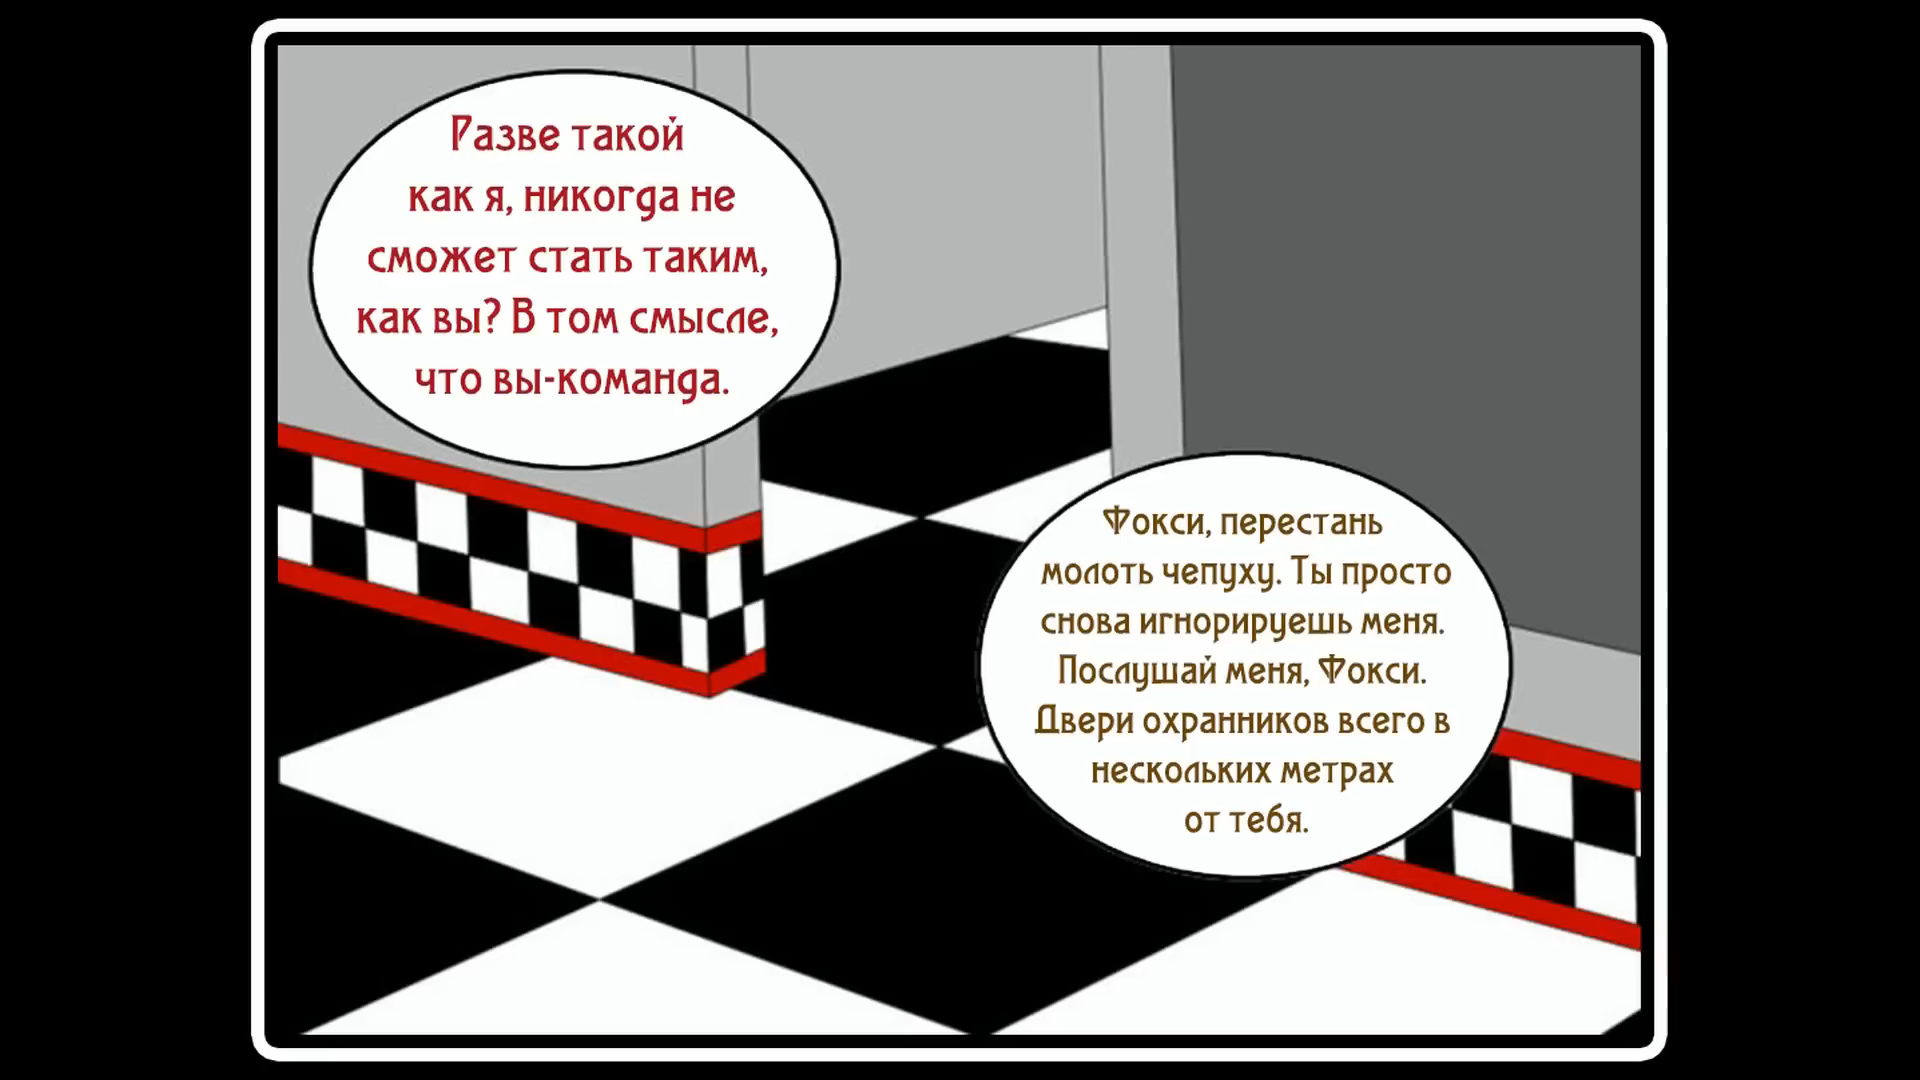 Разве такой
как я, никогда не
сможет стать таким,
как вы? В том смысле,
что вы-команда.
Фокси, перестань
молоть чепуху. Ты просто
снова игнорируешь меня.
Послушай меня, Фокси.
Двери охранников всего в
нескольких метрах
от тебя.